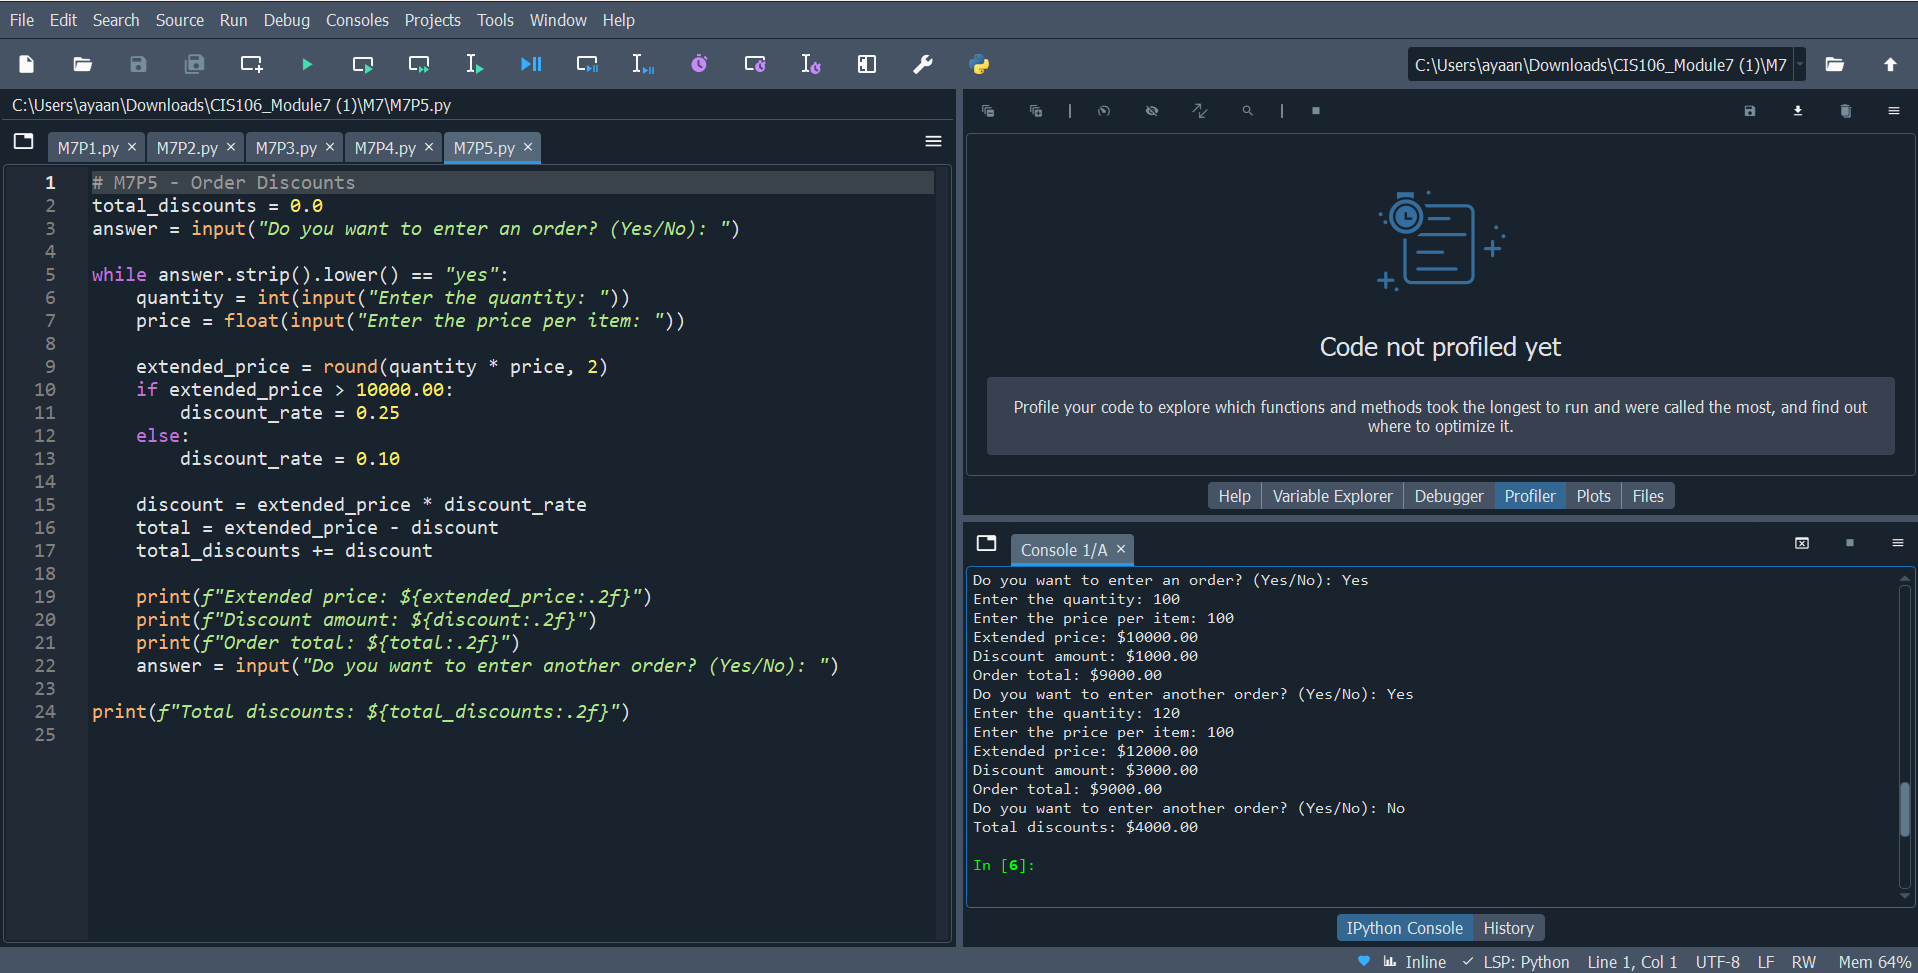 File Edit Search Source Run Debug Consoles Projects Tools Window Help
C:\Users\ayaan\Downloads\CIS106_Module7 (1)\M7
C:\Users\ayaan\Downloads\CIS106_Module7 (1)\M7\M7P5.py
M7P1.py M7P2.py M7P3.py M7P4.py M7P5.py
1 # M7P5 - Order Discounts
2 total_discounts = 0.0
3 answer = input("Do you want to enter an order? (Yes/No): ")
4
5 while answer.strip().lower() == "yes":
6     quantity = int(input("Enter the quantity: "))
7     price = float(input("Enter the price per item: "))
8
9     extended_price = round(quantity * price, 2)
10     if extended_price > 10000.00:
11         discount_rate = 0.25
12     else:
13         discount_rate = 0.10
14
15     discount = extended_price * discount_rate
16     total = extended_price - discount
17     total_discounts += discount
18
19     print(f"Extended price: ${extended_price:.2f}")
20     print(f"Discount amount: ${discount:.2f}")
21     print(f"Order total: ${total:.2f}")
22     answer = input("Do you want to enter another order? (Yes/No): ")
23
24 print(f"Total discounts: ${total_discounts:.2f}")
25
Code not profiled yet
Profile your code to explore which functions and methods took the longest to run and were called the most, and find out
where to optimize it.
Help Variable Explorer Debugger Profiler Plots Files
Console 1/A
Do you want to enter an order? (Yes/No): Yes
Enter the quantity: 100
Enter the price per item: 100
Extended price: $10000.00
Discount amount: $1000.00
Order total: $9000.00
Do you want to enter another order? (Yes/No): Yes
Enter the quantity: 120
Enter the price per item: 100
Extended price: $12000.00
Discount amount: $3000.00
Order total: $9000.00
Do you want to enter another order? (Yes/No): No
Total discounts: $4000.00
In [6]:
IPython Console History
Inline LSP: Python Line 1, Col 1 UTF-8 LF RW Mem 64%